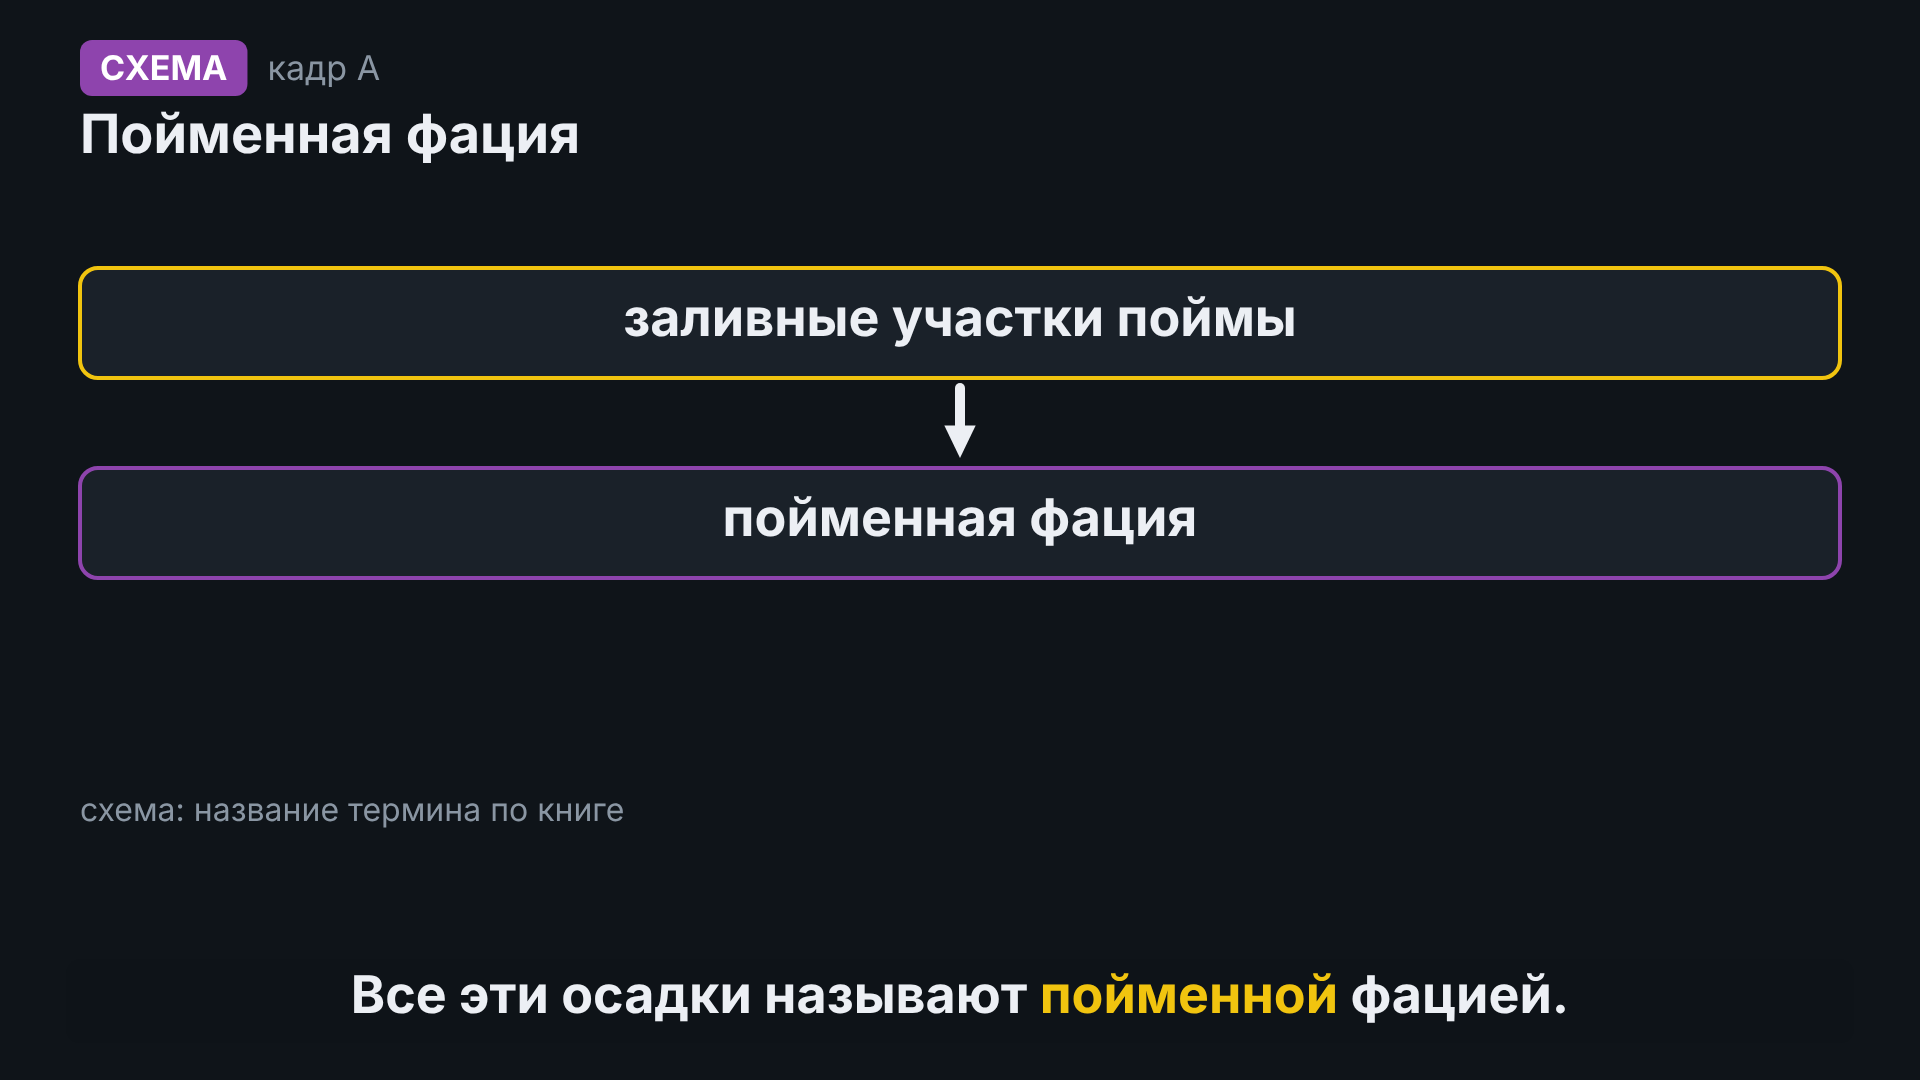 СХЕМА кадр А
Пойменная фация
заливные участки поймы
пойменная фация
схема: название термина по книге
Все эти осадки называют пойменной фацией.